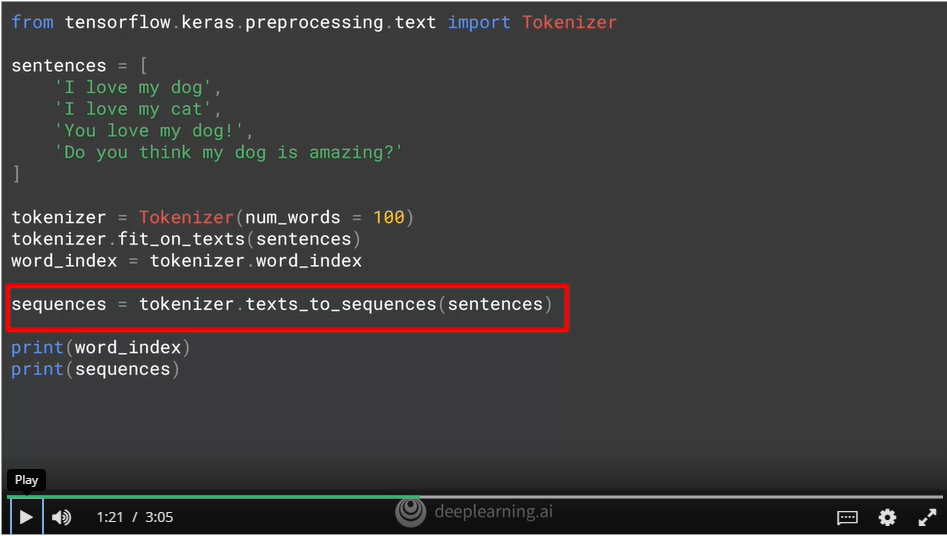 from tensorflow.keras.preprocessing.text import Tokenizer
sentences = [
    'I love my dog',
    'I love my cat',
    'You love my dog!',
    'Do you think my dog is amazing?'
]
tokenizer = Tokenizer(num_words = 100)
tokenizer.fit_on_texts(sentences)
word_index = tokenizer.word_index
sequences = tokenizer.texts_to_sequences(sentences)
print(word_index)
print(sequences)
Play
1:21 / 3:05
deeplearning.ai